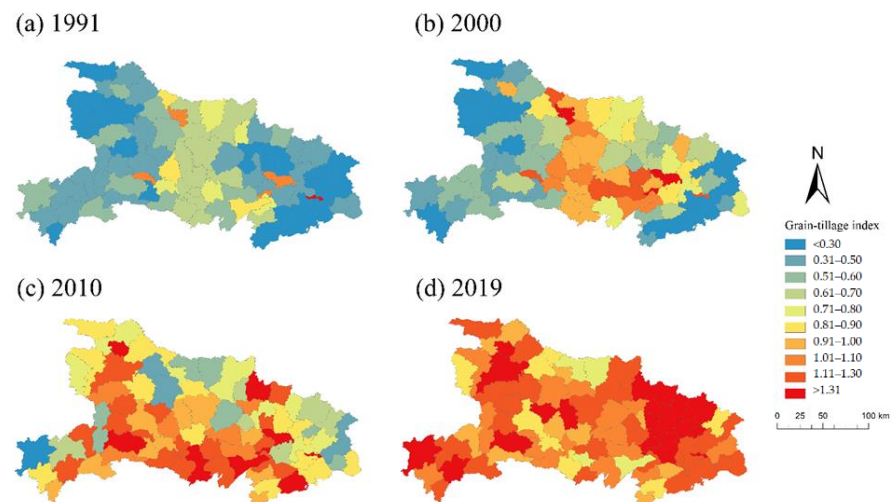 (a) 1991
(b) 2000
N
Grain-tillage index
<0.30
0.31–0.50
0.51–0.60
0.61–0.70
0.71–0.80
0.81–0.90
0.91–1.00
1.01–1.10
1.11–1.30
>1.31
0 25 50 100 km
(c) 2010
(d) 2019